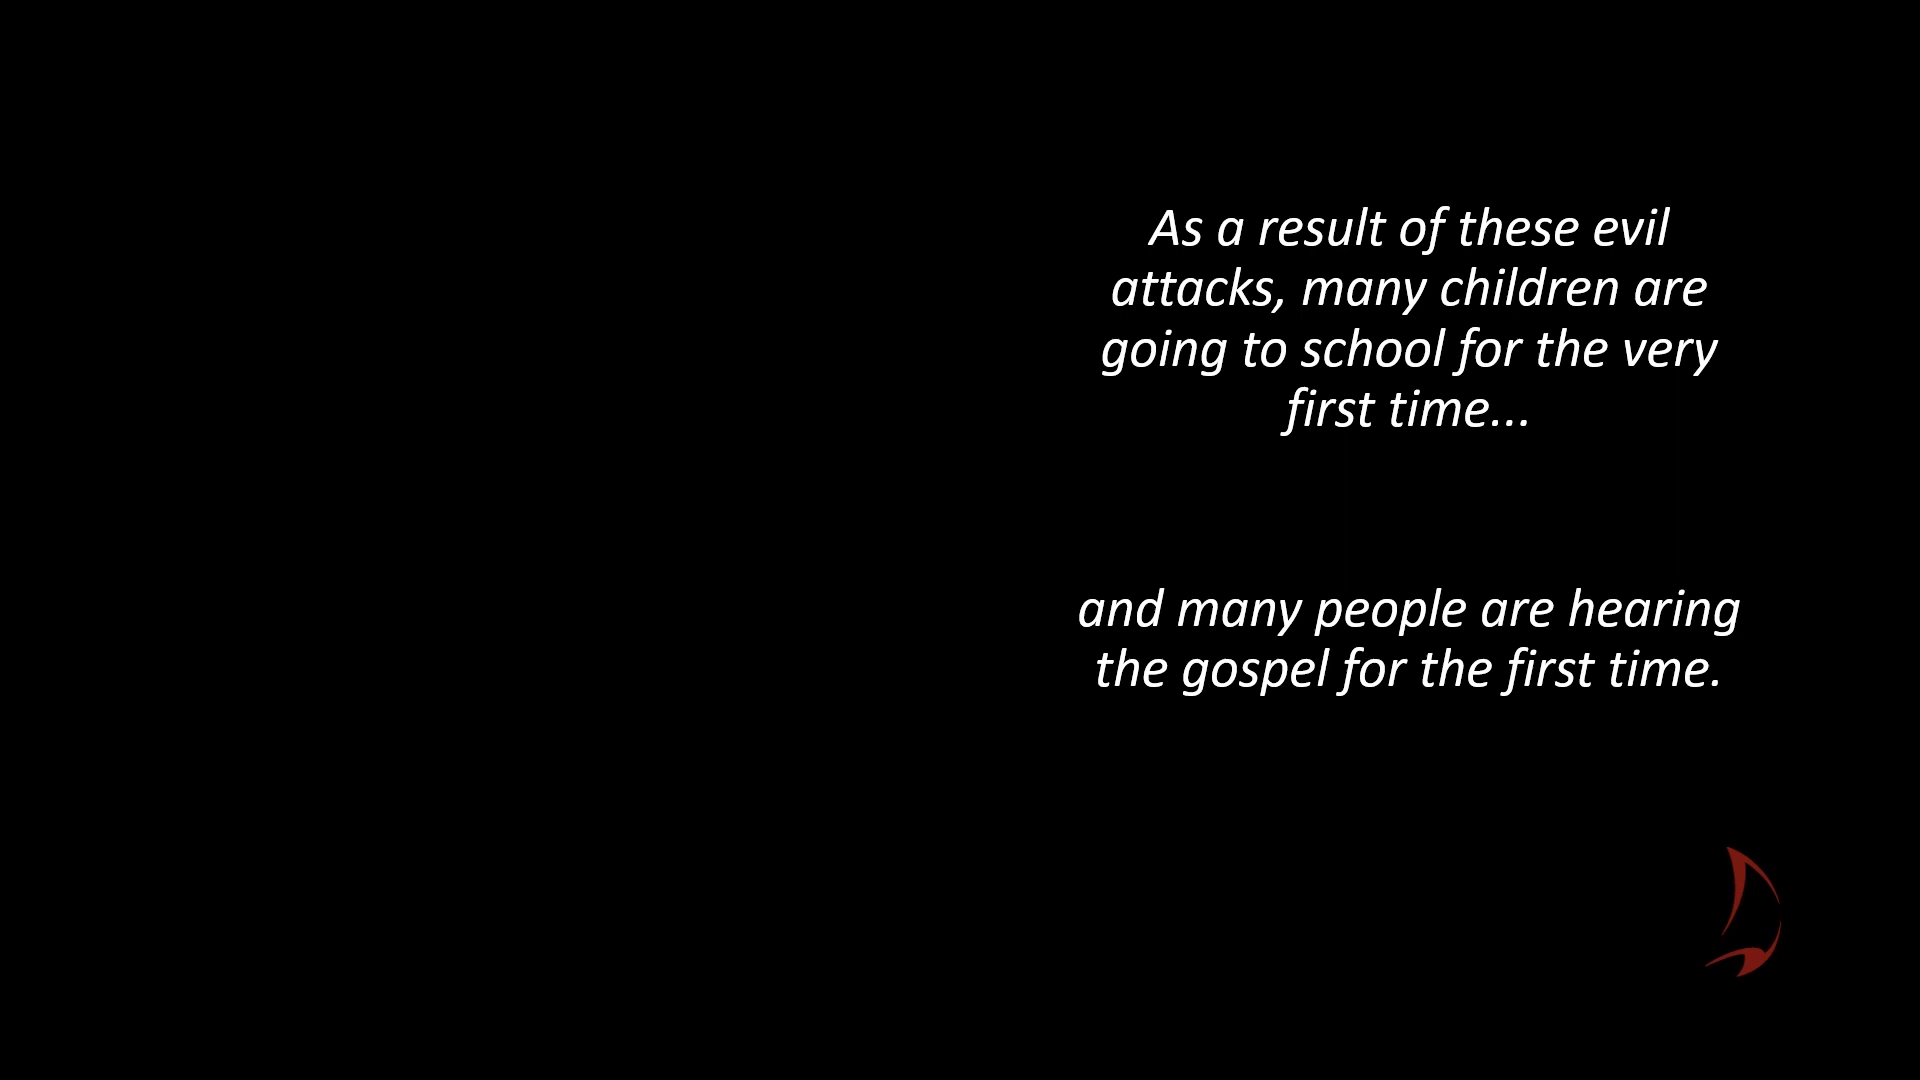 As a result of these evil
attacks, many children are
going to school for the very
first time...
and many people are hearing
the gospel for the first time.